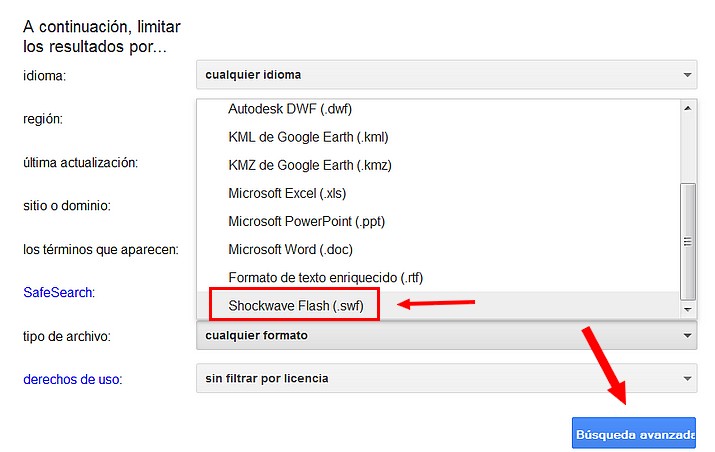 A continuación, limitar
los resultados por...
idioma:
cualquier idioma
región:
Autodesk DWF (.dwf)
KML de Google Earth (.kml)
última actualización:
KMZ de Google Earth (.kmz)
Microsoft Excel (.xls)
sitio o dominio:
Microsoft PowerPoint (.ppt)
los términos que aparecen:
Microsoft Word (.doc)
Formato de texto enriquecido (.rtf)
SafeSearch:
Shockwave Flash (.swf)
tipo de archivo:
cualquier formato
derechos de uso:
sin filtrar por licencia
Búsqueda avanzada